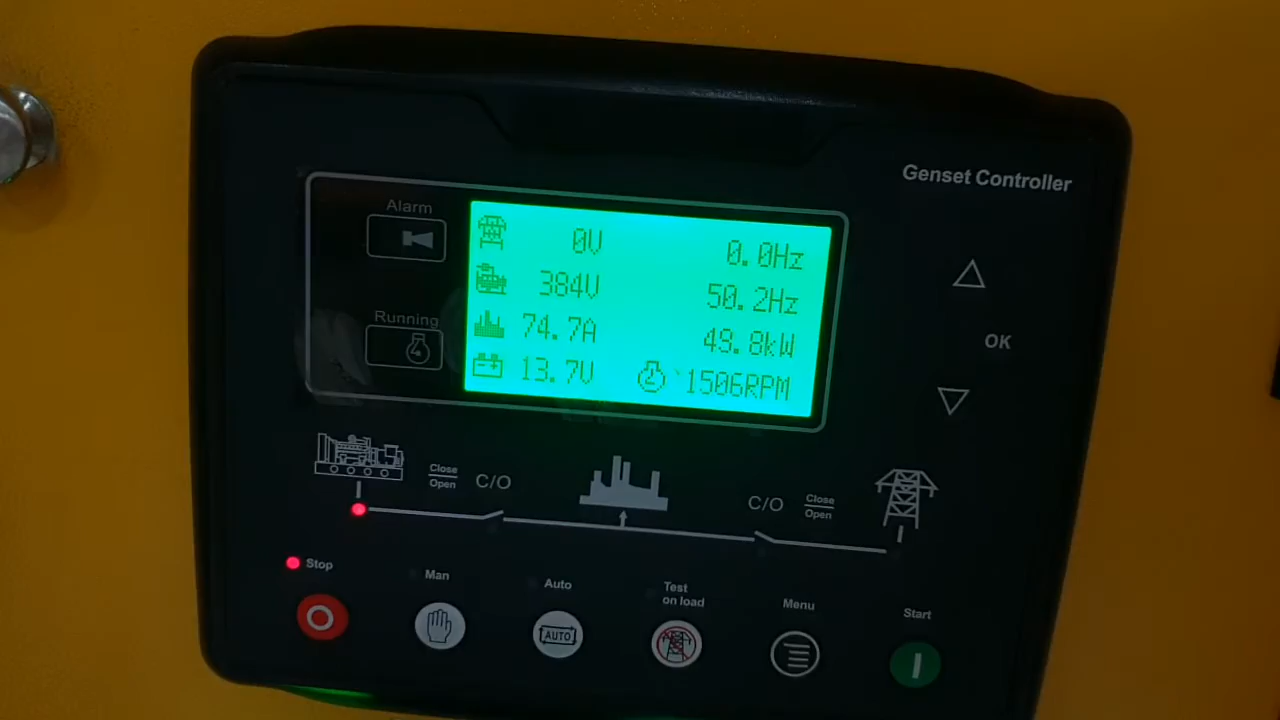 Genset Controller
Alarm
Running
0V 0.0Hz
384V 50.2Hz
74.7A 49.8kW
13.7V 1506RPM
OK
Close
Open
C/O
C/O
Close
Open
Stop
Man
Auto
Test
on load
Menu
Start
AUTO